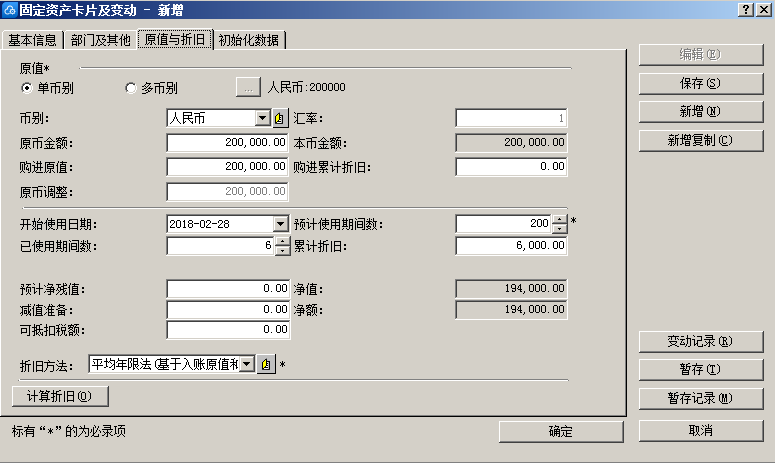 固定资产卡片及变动 - 新增
基本信息 部门及其他 原值与折旧 初始化数据
原值*
单币别 多币别 ... 人民币:200000
币别: 人民币 汇率: 1
原币金额: 200,000.00 本币金额: 200,000.00
购进原值: 200,000.00 购进累计折旧: 0.00
原币调整: 200,000.00
开始使用日期: 2018-02-28 预计使用期间数: 200 *
已使用期间数: 6 累计折旧: 6,000.00
预计净残值: 0.00 净值: 194,000.00
减值准备: 0.00 净额: 194,000.00
可抵扣税额: 0.00
折旧方法: 平均年限法(基于入账原值和 *
计算折旧(O)
标有“*”的为必录项
确定
编辑(E)
保存(S)
新增(N)
新增复制(C)
变动记录(R)
暂存(T)
暂存记录(M)
取消